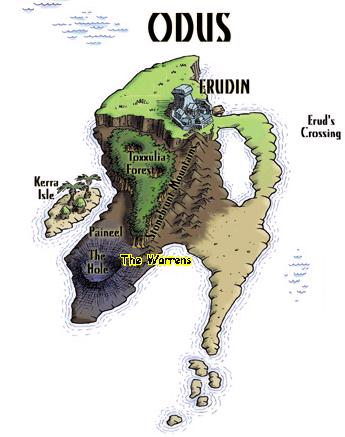 ODUS
ERUDIN
Erud's
Crossing
Toxxulia
Forest
Stonebrunt Mountains
Kerra
Isle
Paineel
The
Hole
The Warrens